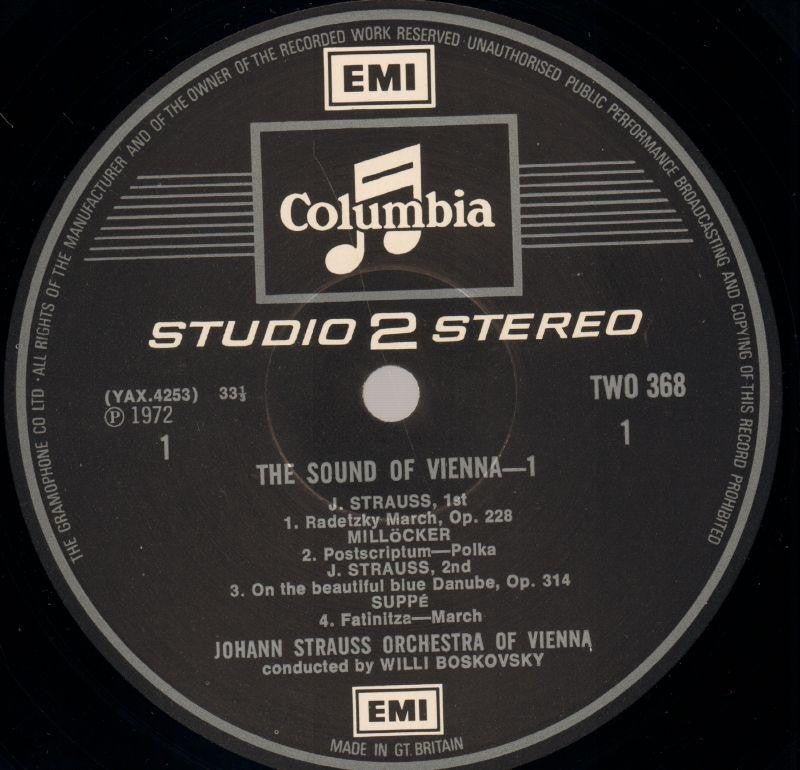 THE GRAMOPHONE CO LTD · ALL RIGHTS OF THE MANUFACTURER AND OF THE OWNER OF THE RECORDED WORK RESERVED · UNAUTHORISED PUBLIC PERFORMANCE BROADCASTING AND COPYING OF THIS RECORD PROHIBITED
EMI
Columbia
STUDIO 2 STEREO
(YAX.4253) 33⅓
Ⓟ 1972
1
TWO 368
1
THE SOUND OF VIENNA—1
J. STRAUSS, 1st
1. Radetzky March, Op. 228
MILLÖCKER
2. Postscriptum—Polka
J. STRAUSS, 2nd
3. On the beautiful blue Danube, Op. 314
SUPPÉ
4. Fatinitza—March
JOHANN STRAUSS ORCHESTRA OF VIENNA
conducted by WILLI BOSKOVSKY
EMI
MADE IN GT. BRITAIN